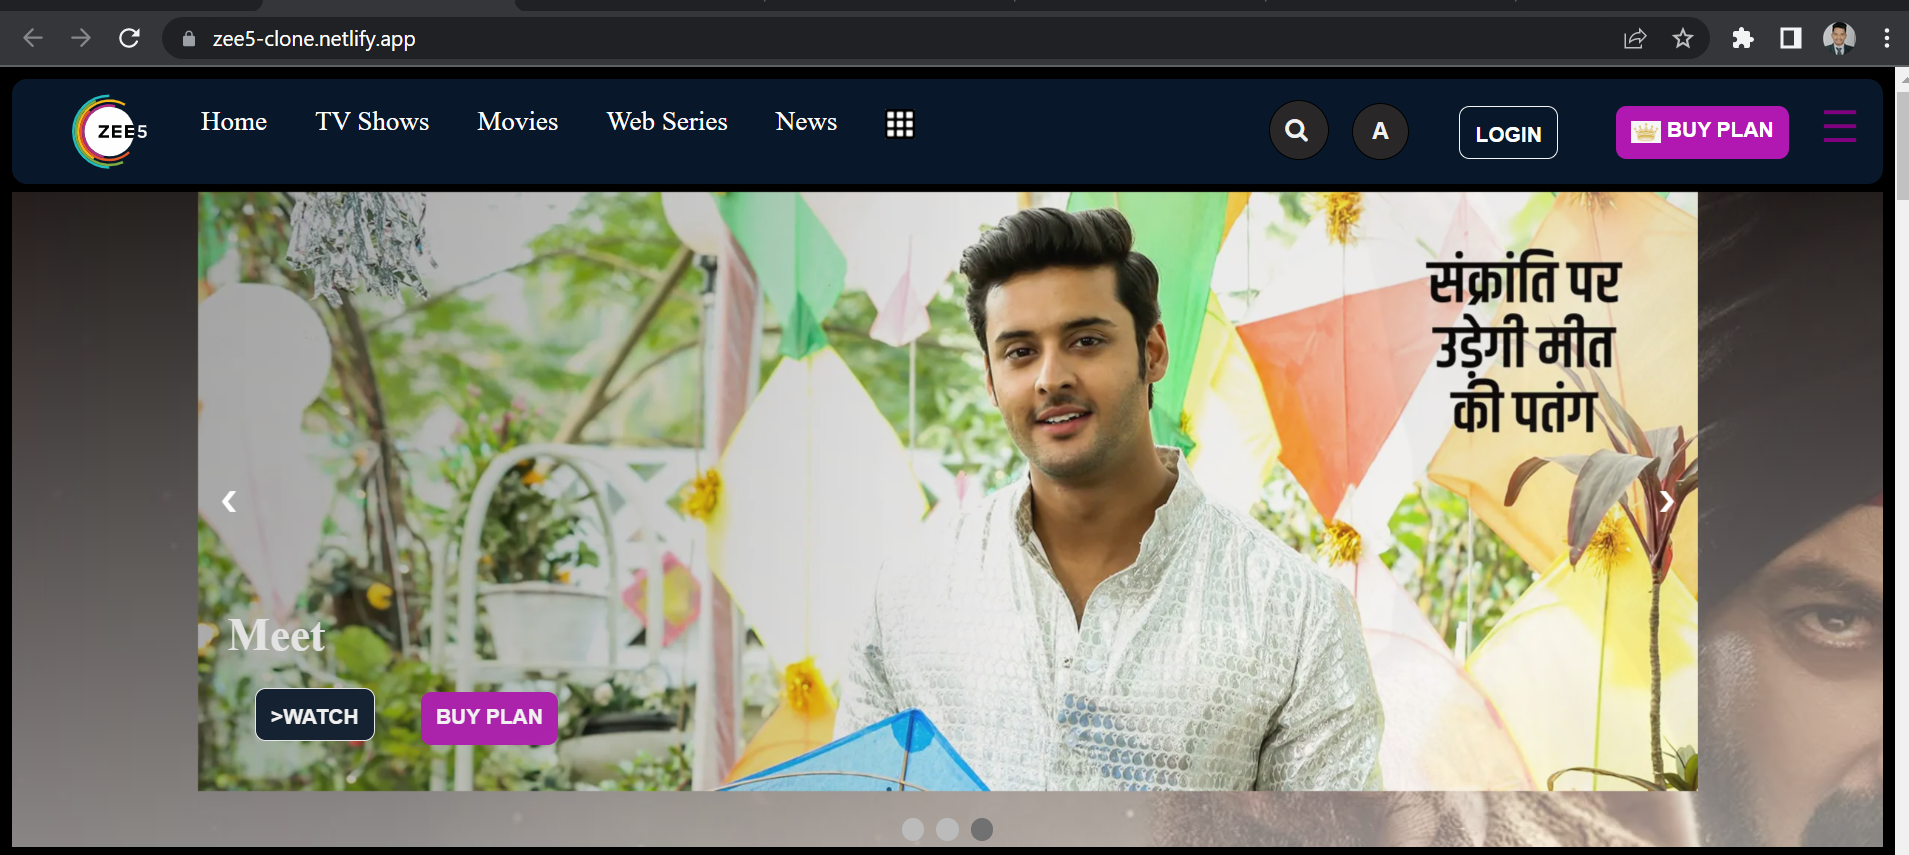 zee5-clone.netlify.app
ZEE5
Home
TV Shows
Movies
Web Series
News
A
LOGIN
BUY PLAN
संक्रांति पर
उड़ेगी मीत
की पतंग
Meet
>WATCH
BUY PLAN